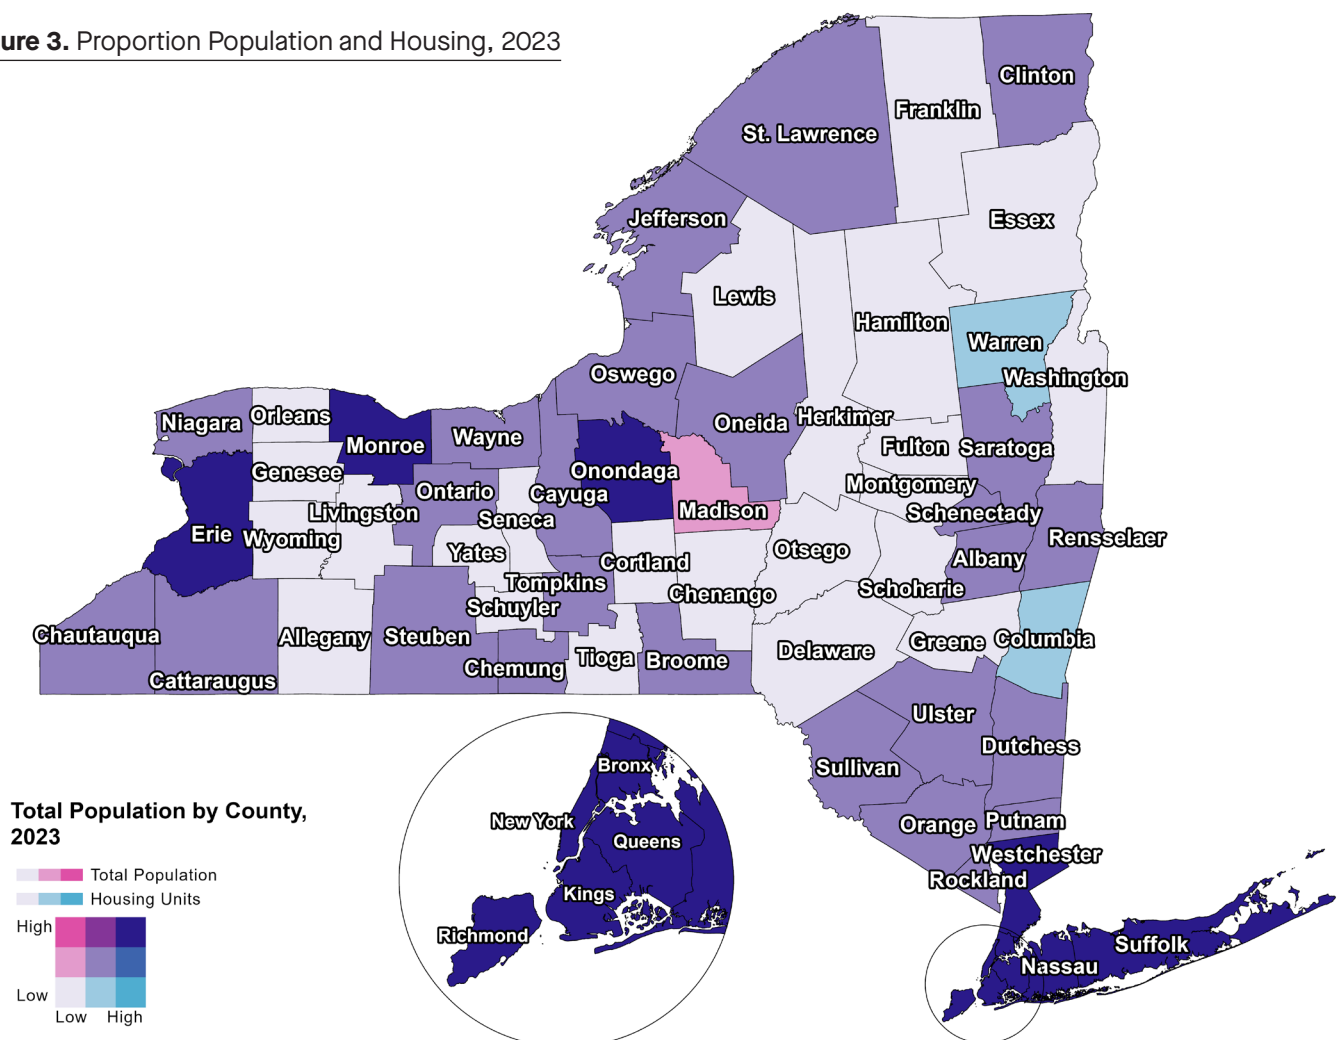 ure 3. Proportion Population and Housing, 2023
Clinton
Franklin
St. Lawrence
Essex
Jefferson
Lewis
Hamilton
Warren
Oswego
Washington
Niagara
Orleans
Oneida
Herkimer
Monroe
Wayne
Fulton
Saratoga
Genesee
Onondaga
Ontario
Cayuga
Montgomery
Livingston
Madison
Schenectady
Seneca
Erie
Wyoming
Rensselaer
Yates
Otsego
Albany
Cortland
Tompkins
Chenango
Schoharie
Schuyler
Chautauqua
Allegany
Steuben
Greene
Columbia
Delaware
Tioga
Broome
Chemung
Cattaraugus
Ulster
Dutchess
Sullivan
Bronx
New York
Orange
Putnam
Queens
Westchester
Rockland
Kings
Richmond
Suffolk
Nassau
Total Population by County,
2023
Total Population
Housing Units
High
Low
Low High